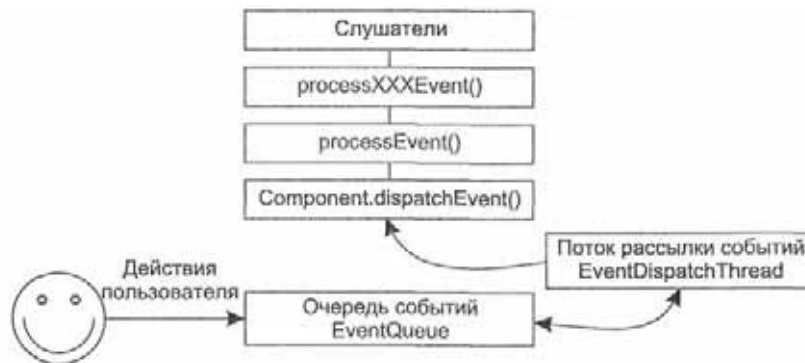 Слушатели
processXXXEvent()
processEvent()
Component.dispatchEvent()
Поток рассылки событий
EventDispatchThread
Действия
пользователя
Очередь событий
EventQueue